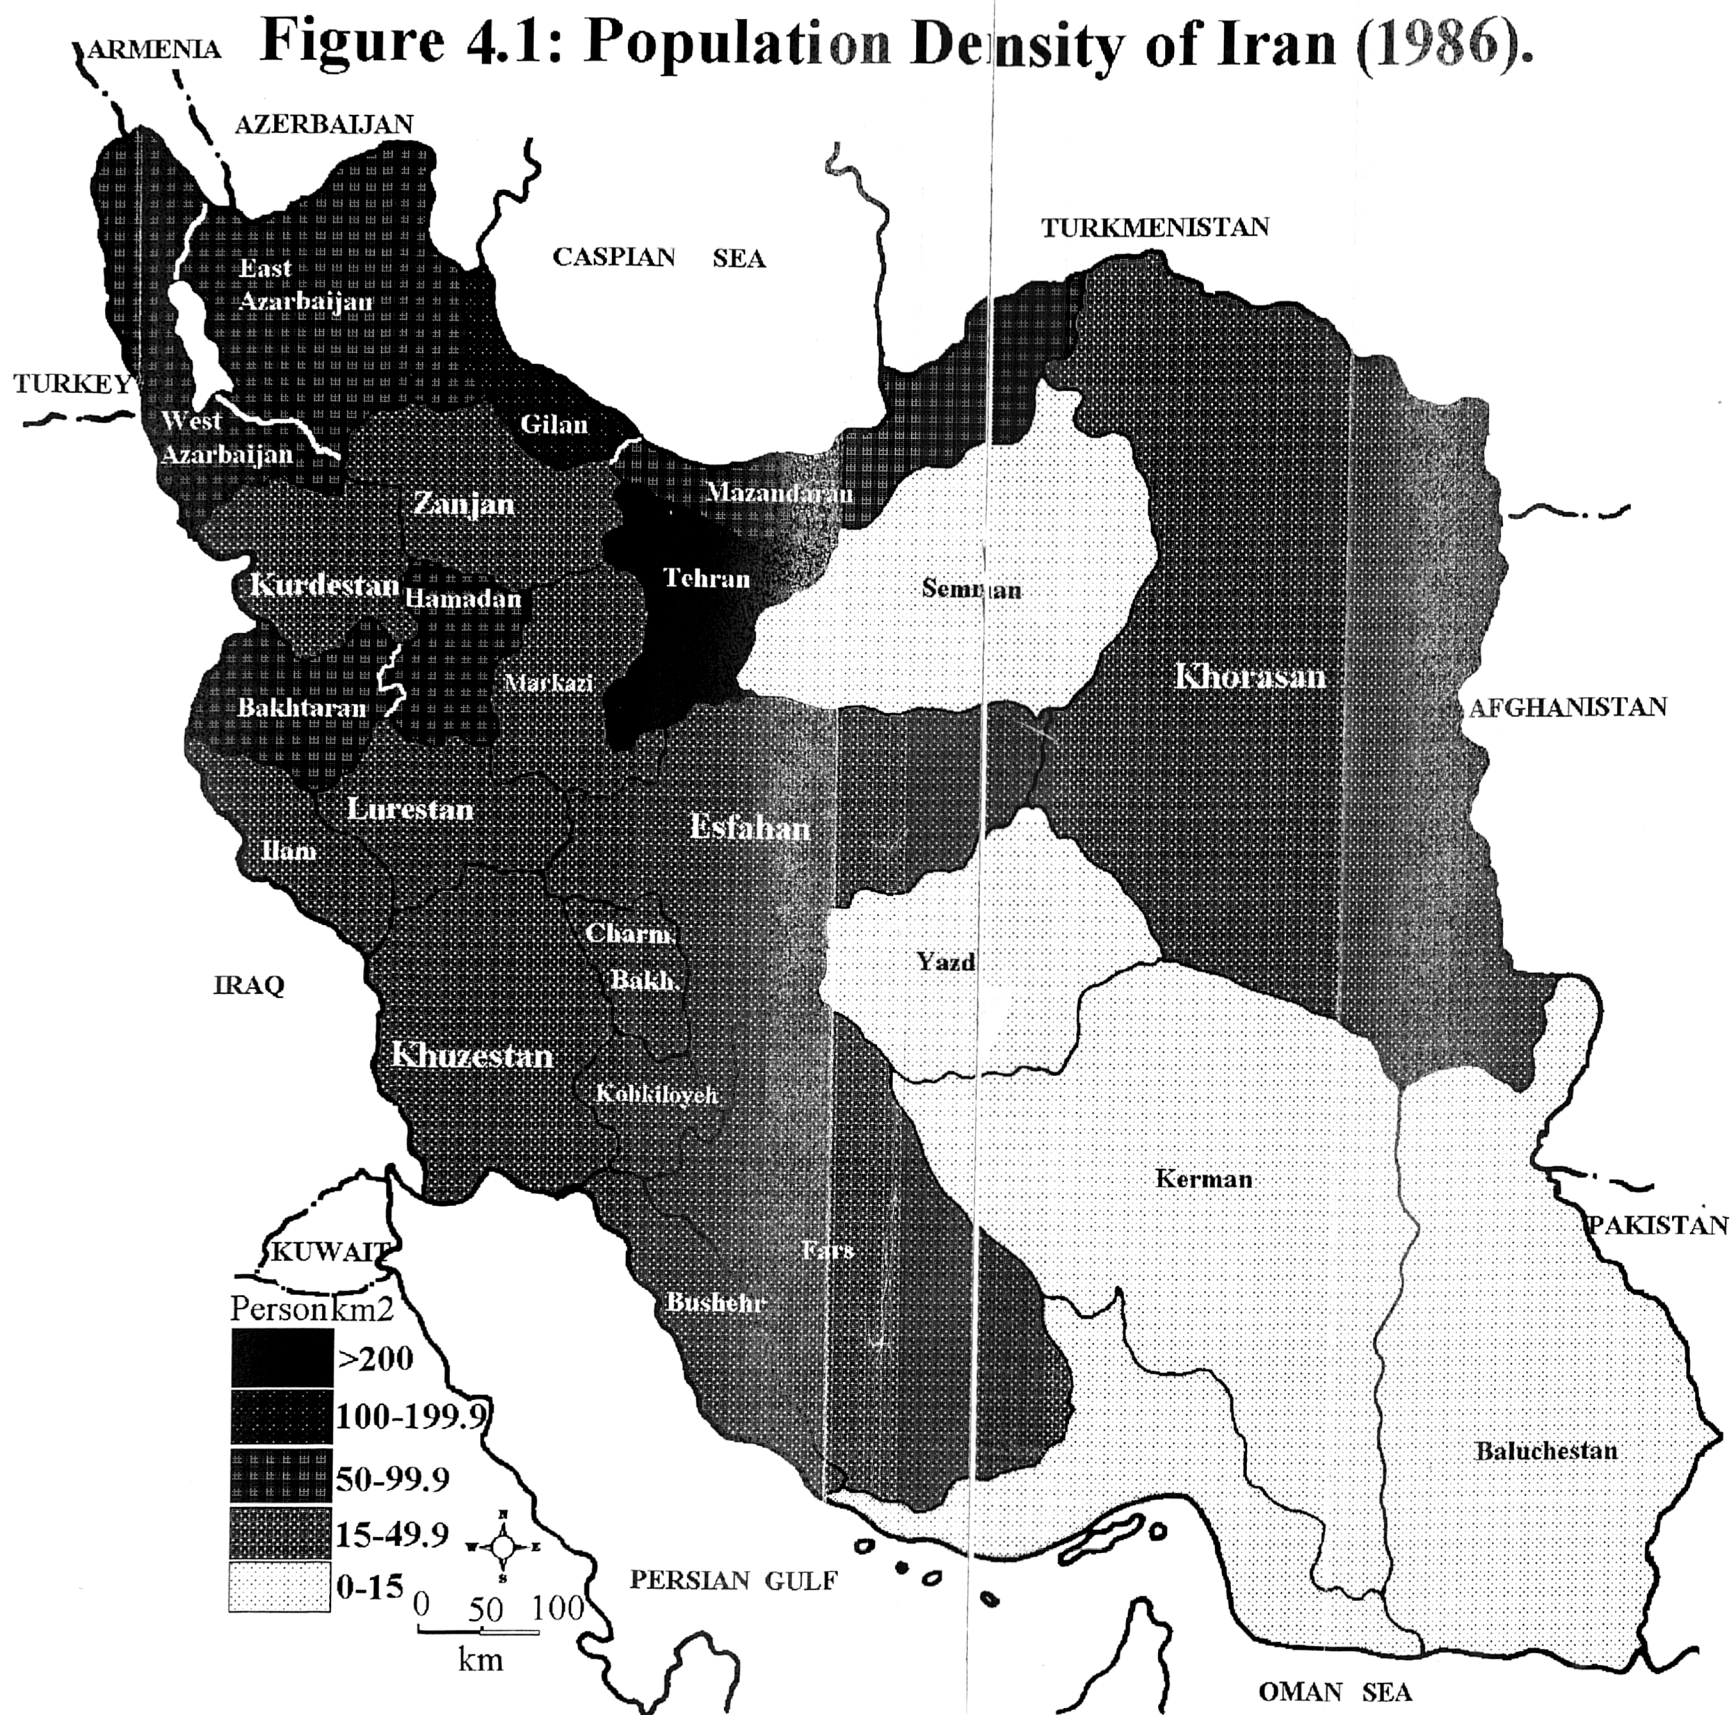 Figure 4.1: Population Density of Iran (1986).
ARMENIA
AZERBAIJAN
CASPIAN SEA
TURKMENISTAN
East
Azarbaijan
TURKEY
West
Azarbaijan
Gilan
Zanjan
Mazandaran
Tehran
Semnan
Kurdestan
Hamadan
Markazi
Khorasan
Bakhtaran
AFGHANISTAN
Lurestan
Esfahan
Ilam
Charm.
Bakh.
Yazd
IRAQ
Khuzestan
Kohkiloyeh
Kerman
PAKISTAN
KUWAIT
Fars
Bushehr
Baluchestan
Person km2
>200
100-199.9
50-99.9
15-49.9
0-15
N
W E
S
0 50 100
km
PERSIAN GULF
OMAN SEA